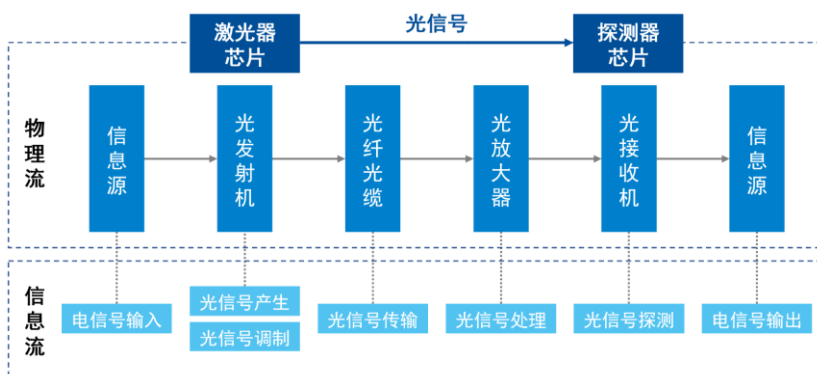 激光器
芯片
光信号
探测器
芯片
物理流
信息源
光发射机
光纤光缆
光放大器
光接收机
信息源
信息流
电信号输入
光信号产生
光信号调制
光信号传输
光信号处理
光信号探测
电信号输出